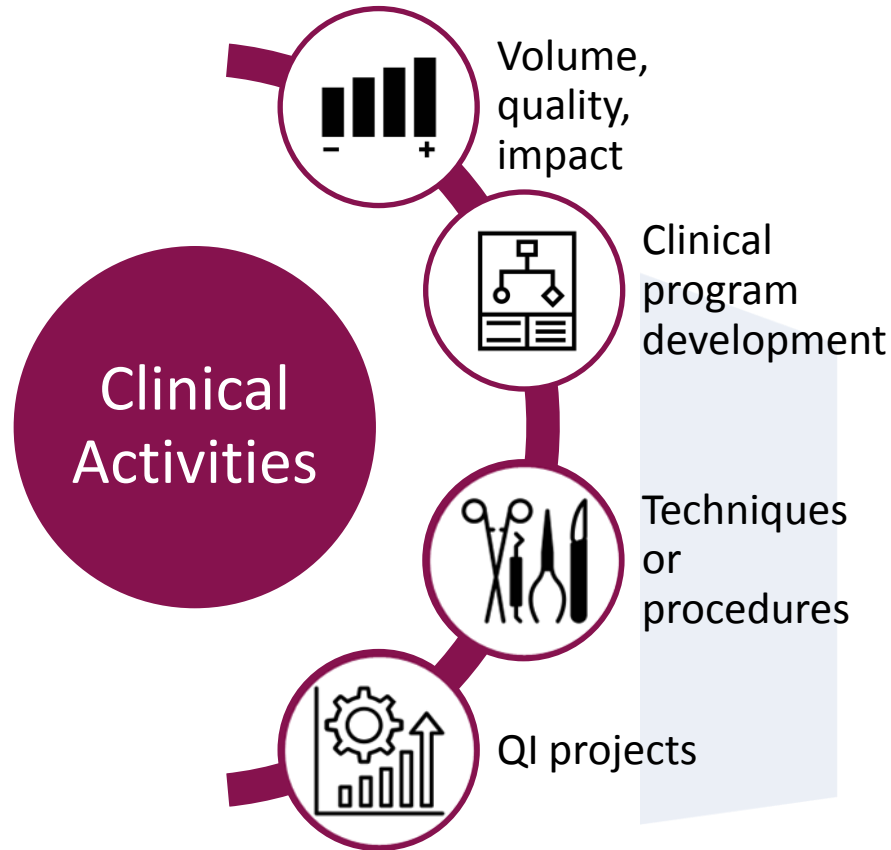 Volume,
quality,
impact
Clinical
program
development
Clinical
Activities
Techniques
or
procedures
QI projects